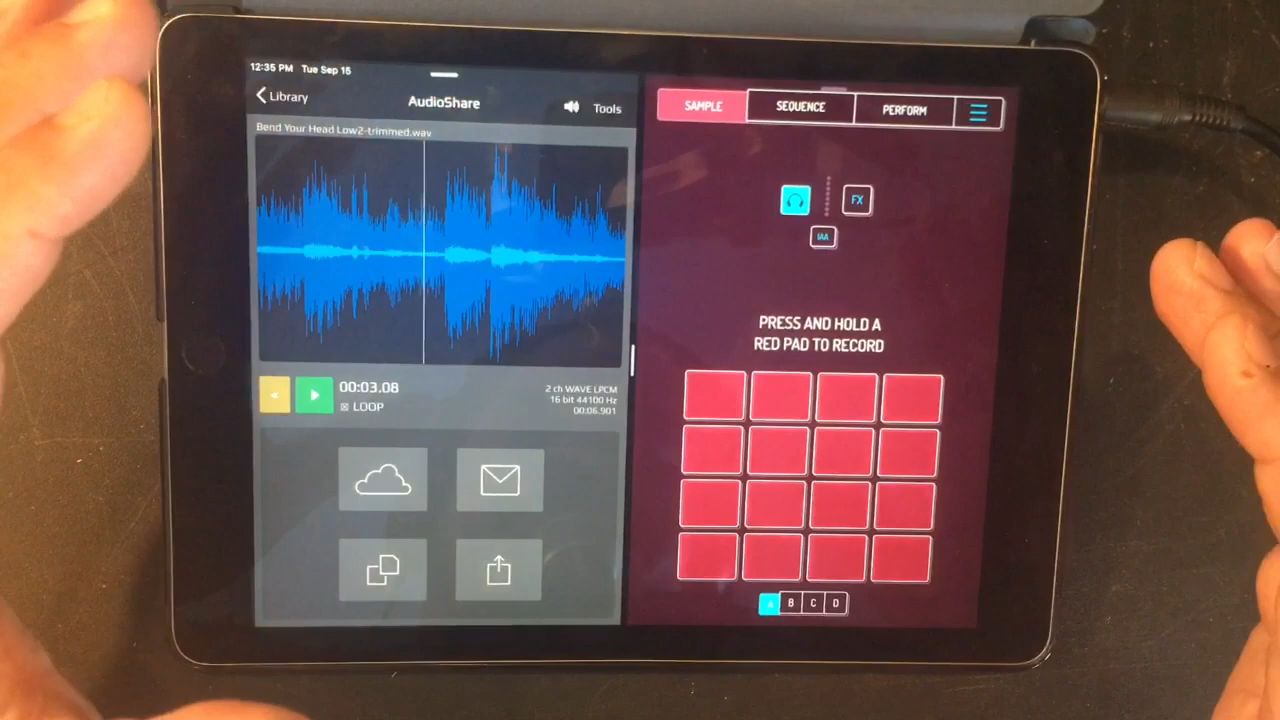 12:35 PM Tue Sep 15
Library
AudioShare
Tools
Bend Your Head Low2-trimmed.wav
00:03.08
LOOP
2 ch WAVE LPCM
16 bit 44100 Hz
00:06.901
SAMPLE
SEQUENCE
PERFORM
FX
IAA
PRESS AND HOLD A
RED PAD TO RECORD
A B C D